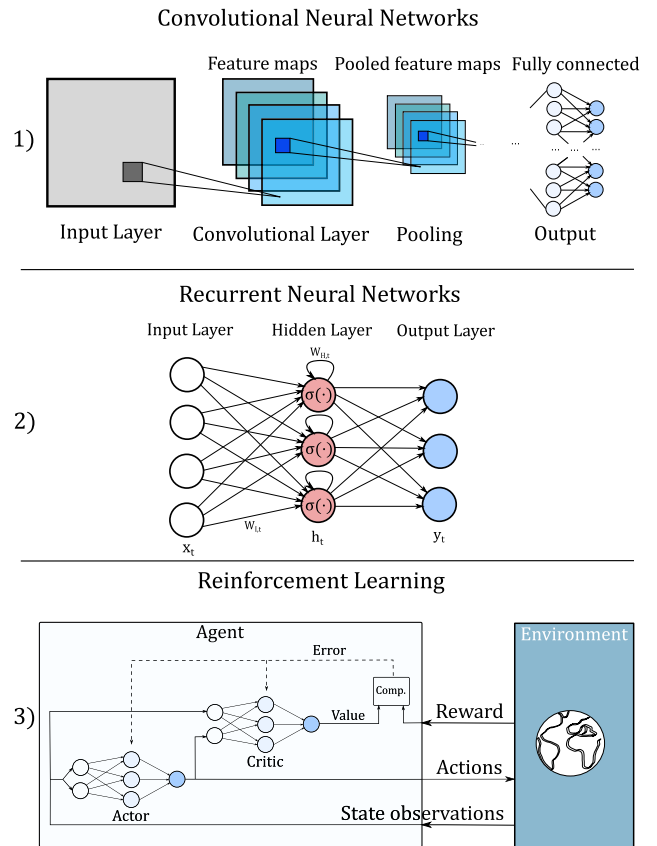 Convolutional Neural Networks
Feature maps Pooled feature maps Fully connected
1)
... ...
... ... ...
Input Layer Convolutional Layer Pooling Output
Recurrent Neural Networks
Input Layer Hidden Layer Output Layer
W_H,t
σ(·)
2)
σ(·)
σ(·)
W_I,t
x_t h_t y_t
Reinforcement Learning
Agent Environment
Error
Comp.
3)
Value Reward
Critic
Actions
Actor State observations